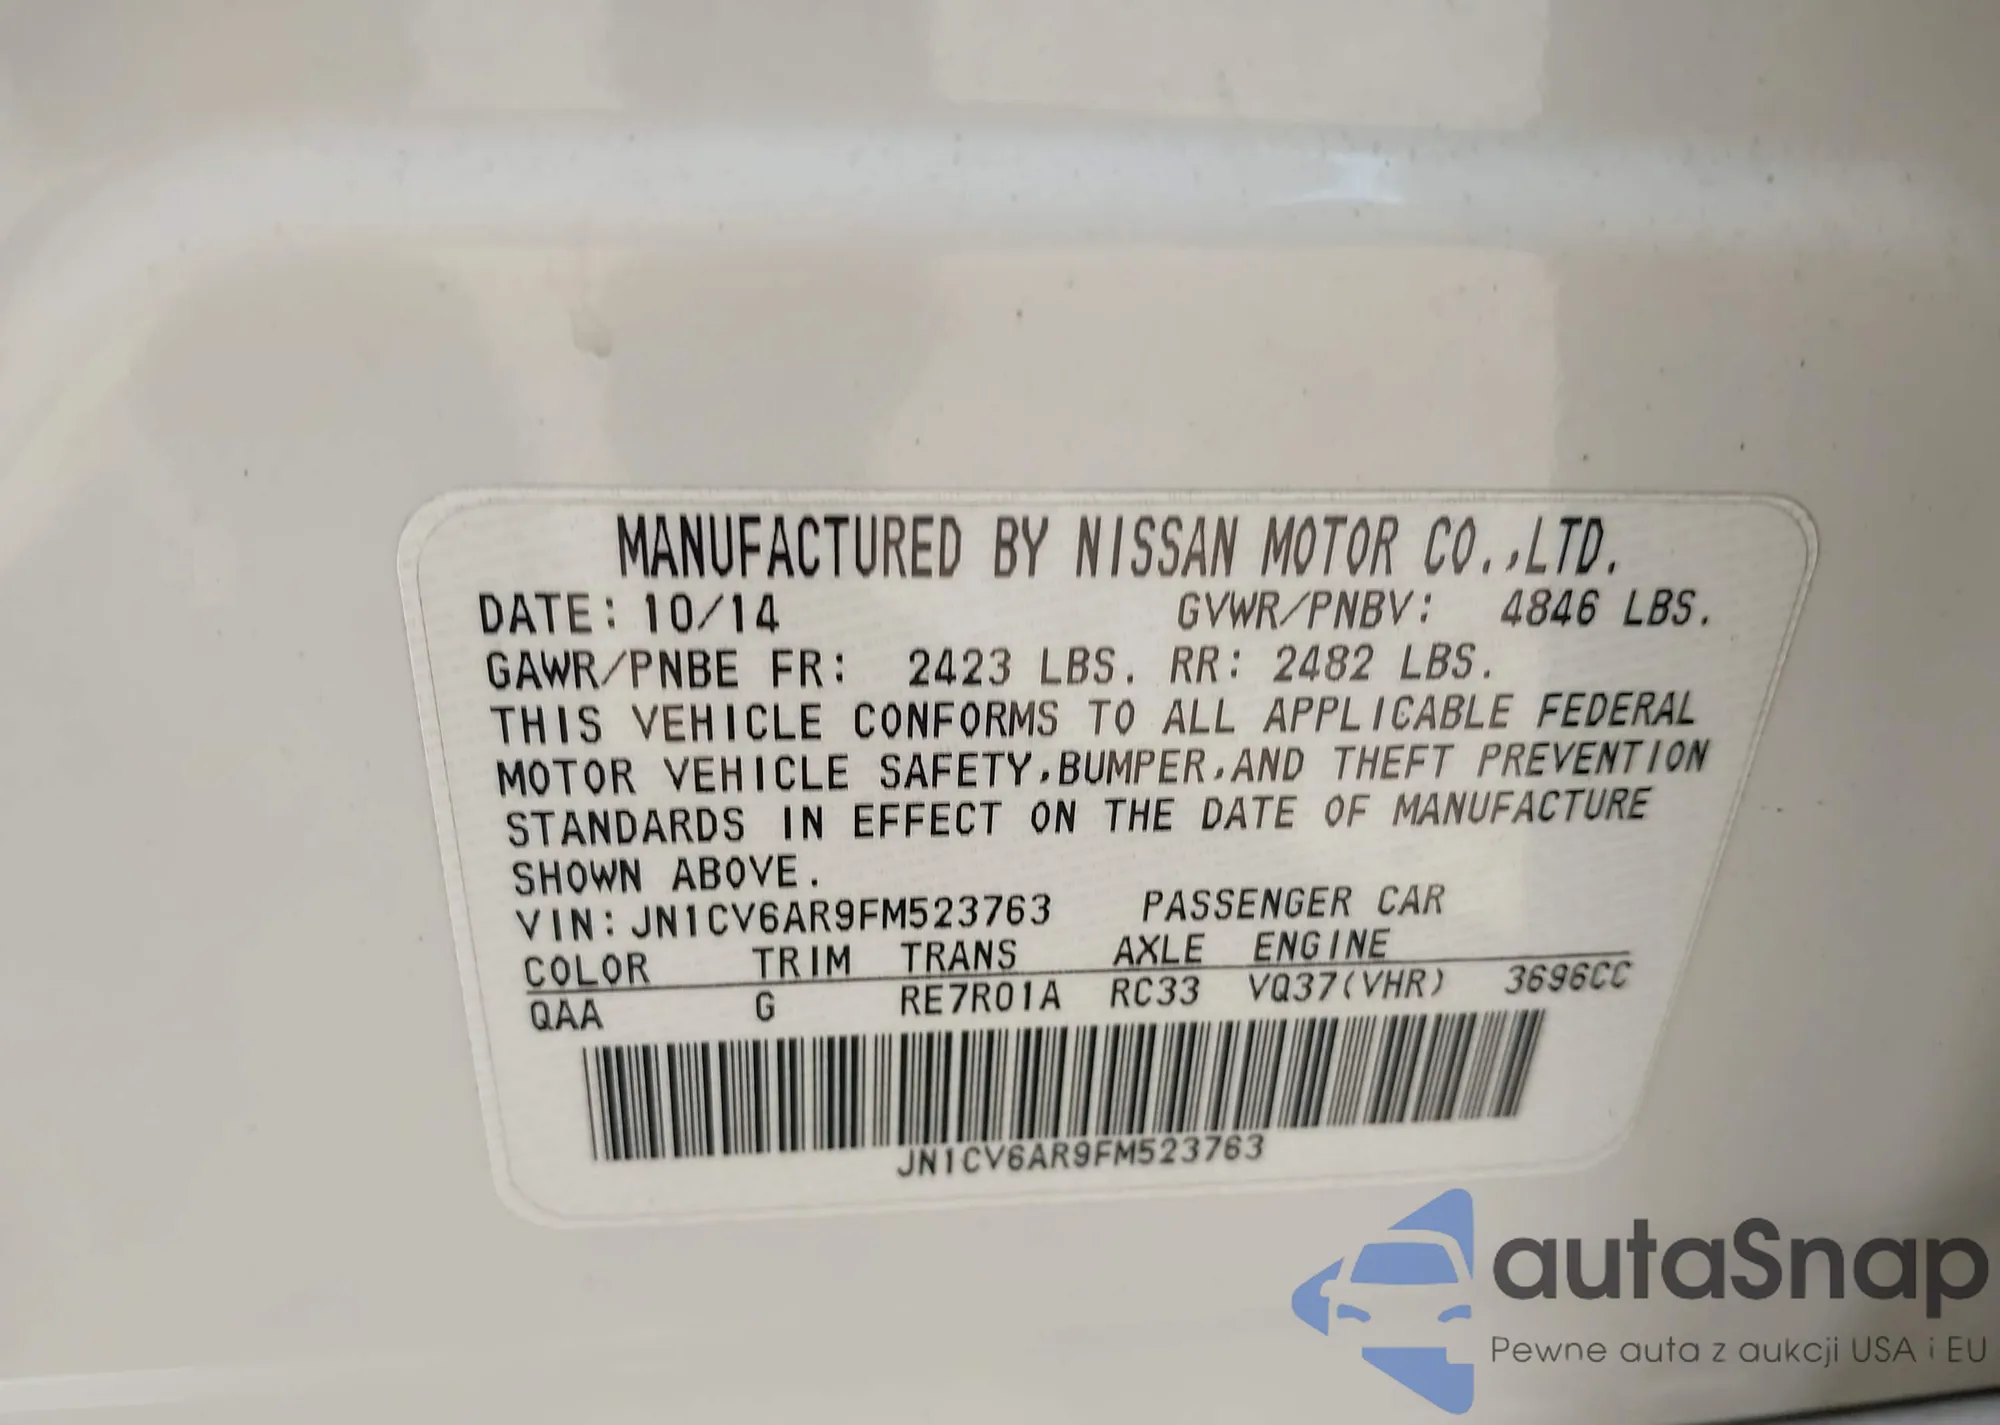 MANUFACTURED BY NISSAN MOTOR CO.,LTD.
DATE: 10/14 GVWR/PNBV: 4846 LBS.
GAWR/PNBE FR: 2423 LBS. RR: 2482 LBS.
THIS VEHICLE CONFORMS TO ALL APPLICABLE FEDERAL
MOTOR VEHICLE SAFETY,BUMPER,AND THEFT PREVENTION
STANDARDS IN EFFECT ON THE DATE OF MANUFACTURE
SHOWN ABOVE.
VIN: JN1CV6AR9FM523763 PASSENGER CAR
COLOR TRIM TRANS AXLE ENGINE
QAA G RE7R01A RC33 VQ37(VHR) 3696CC
JN1CV6AR9FM523763
autaSnap
Pewne auta z aukcji USA i EU